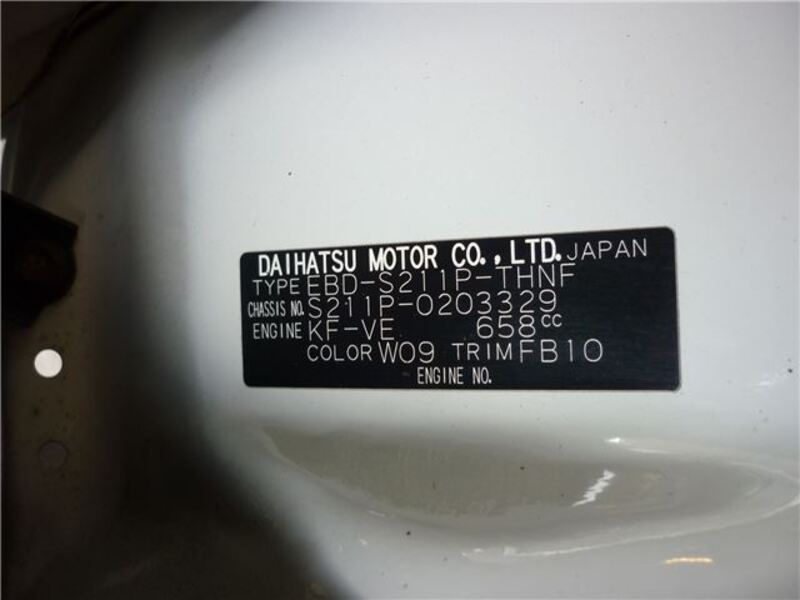 DAIHATSU MOTOR CO., LTD. JAPAN
TYPE EBD-S211P-THNF
CHASSIS NO. S211P-0203329
ENGINE KF-VE 658cc
COLOR W09 TRIM FB10
ENGINE NO.